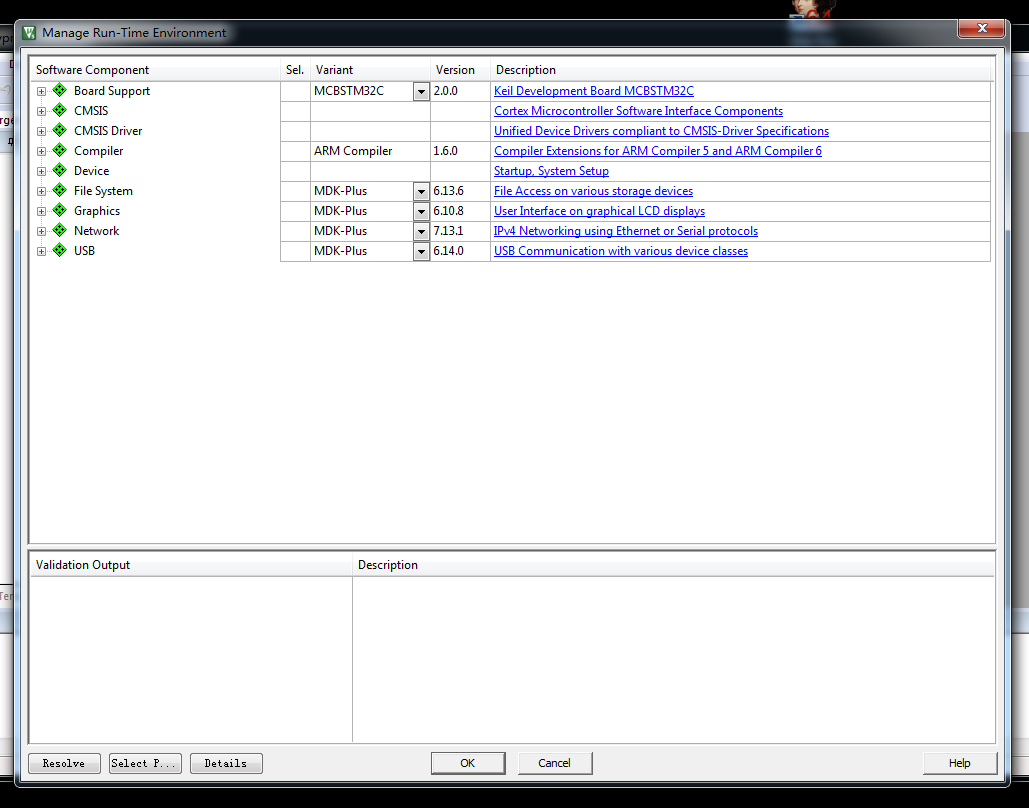 Manage Run-Time Environment
Software Component Sel. Variant Version Description
Board Support MCBSTM32C 2.0.0 Keil Development Board MCBSTM32C
CMSIS Cortex Microcontroller Software Interface Components
CMSIS Driver Unified Device Drivers compliant to CMSIS-Driver Specifications
Compiler ARM Compiler 1.6.0 Compiler Extensions for ARM Compiler 5 and ARM Compiler 6
Device Startup, System Setup
File System MDK-Plus 6.13.6 File Access on various storage devices
Graphics MDK-Plus 6.10.8 User Interface on graphical LCD displays
Network MDK-Plus 7.13.1 IPv4 Networking using Ethernet or Serial protocols
USB MDK-Plus 6.14.0 USB Communication with various device classes
Validation Output Description
Resolve Select P... Details OK Cancel Help